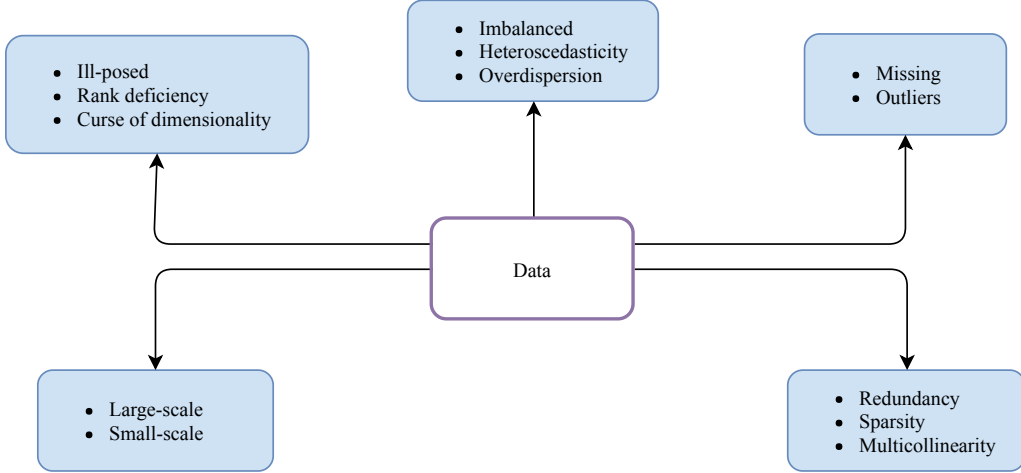 Ill-posed
Rank deficiency
Curse of dimensionality
Imbalanced
Heteroscedasticity
Overdispersion
Missing
Outliers
Data
Large-scale
Small-scale
Redundancy
Sparsity
Multicollinearity